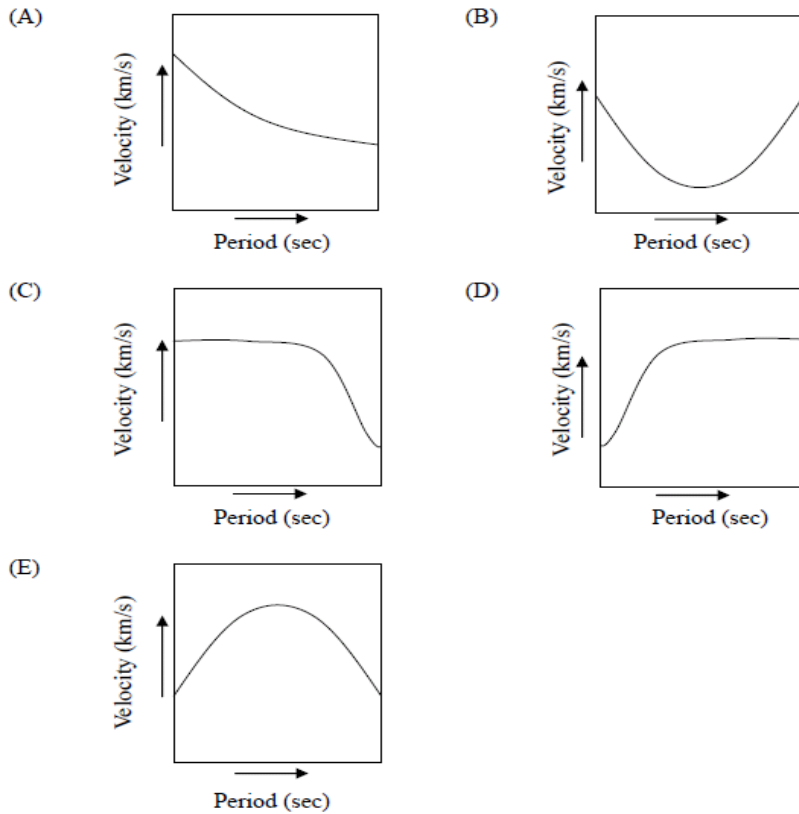 (A)
Velocity (km/s)
Period (sec)
(B)
Velocity (km/s)
Period (sec)
(C)
Velocity (km/s)
Period (sec)
(D)
Velocity (km/s)
Period (sec)
(E)
Velocity (km/s)
Period (sec)